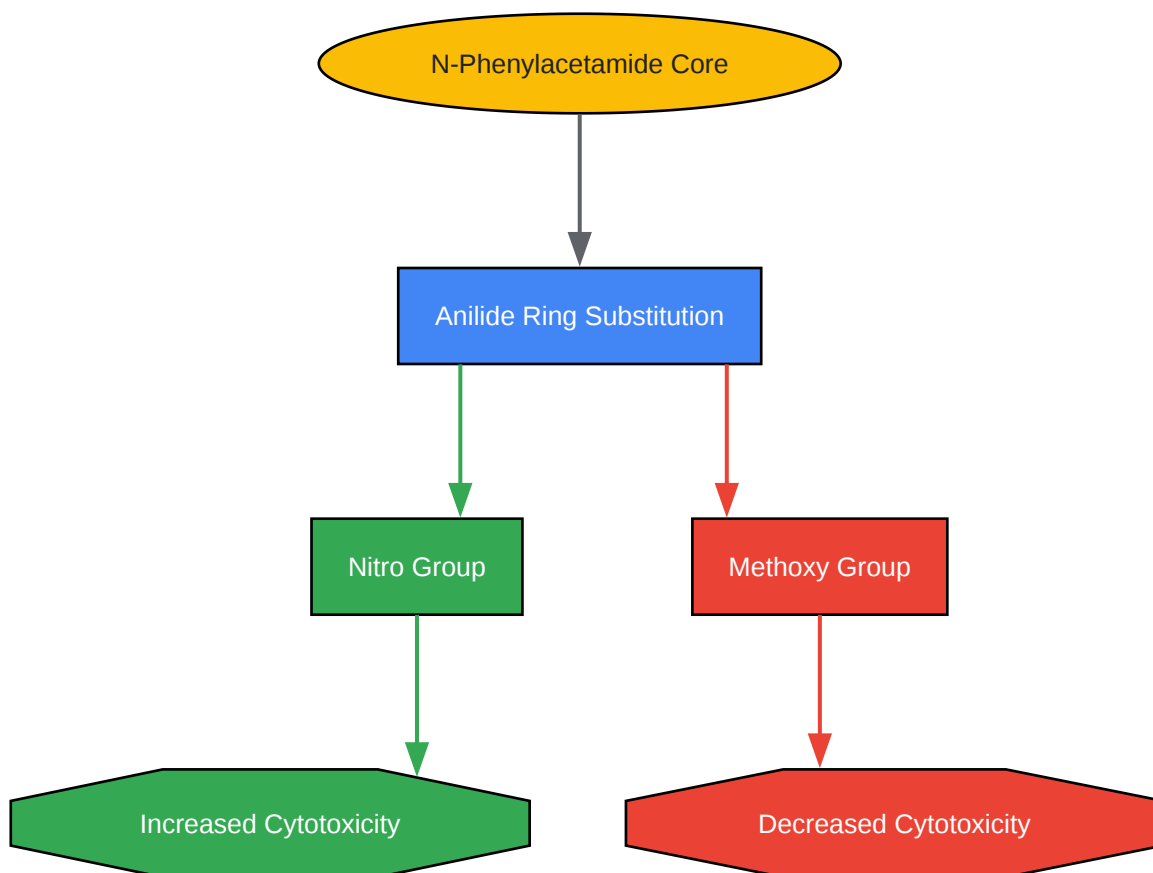 N-Phenylacetamide Core
Anilide Ring Substitution
Nitro Group
Methoxy Group
Increased Cytotoxicity
Decreased Cytotoxicity